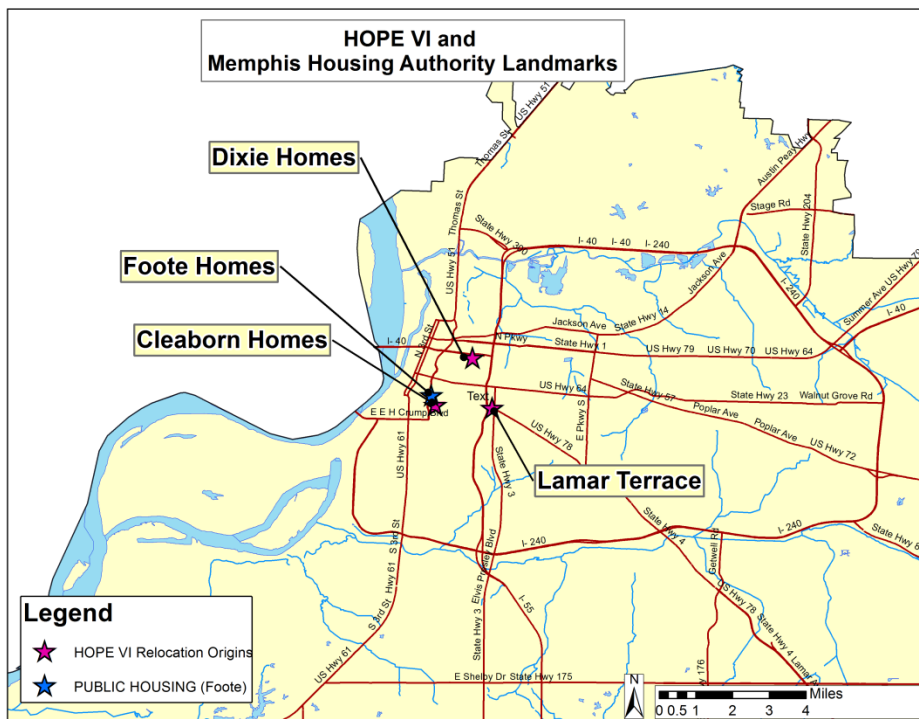 HOPE VI and
Memphis Housing Authority Landmarks
US Hwy 51
Thomas St
Austin Peay Hwy
Dixie Homes
Stage Rd
State Hwy 204
Thomas St
State Hwy 300
I- 40
I- 40
I- 240
Foote Homes
US Hwy 51
Jackson Ave
I- 240
Summer Ave US Hwy 79
I- 40
Cleaborn Homes
N 3rd St
I- 40
N Pkwy
Jackson Ave
State Hwy 14
State Hwy 1
US Hwy 79
US Hwy 70
US Hwy 64
Text
US Hwy 64
State Hwy 57
State Hwy 23
Walnut Grove Rd
E E H Crump Blvd
E Pkwy S
Poplar Ave
Poplar Ave
US Hwy 72
US Hwy 61
US Hwy 78
Lamar Terrace
State Hwy 3
S 3rd St
I- 240
State Hwy 4
Getwell Rd
I- 240
Hwy 61
Elvis Presley Blvd
US Hwy 78
S 3rd St
State Hwy 3
I- 55
State Hwy 4
US Hwy 61
E Shelby Dr
State Hwy 175
Legend
HOPE VI Relocation Origins
PUBLIC HOUSING (Foote)
N
Miles
0 0.5 1 2 3 4